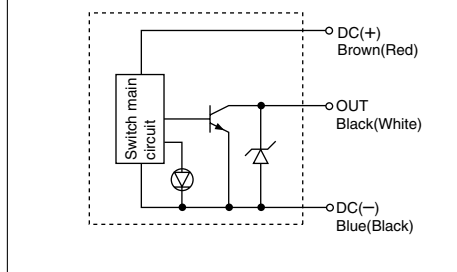 DC(+)
Brown(Red)
Switch main
circuit
OUT
Black(White)
DC(−)
Blue(Black)